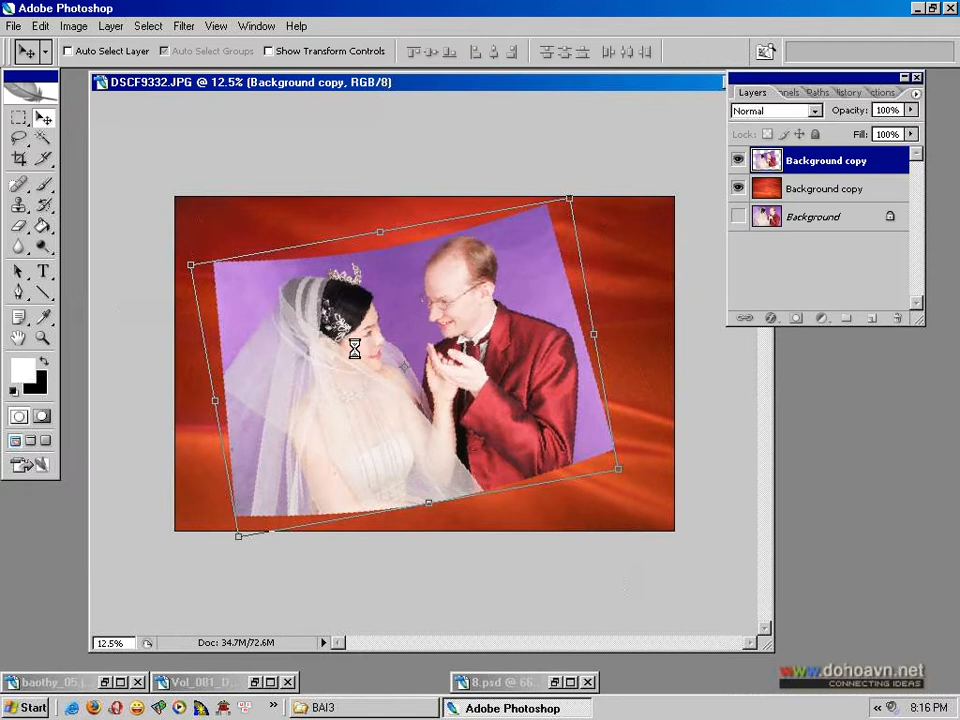 Adobe Photoshop
File Edit Image Layer Select Filter View Window Help
Auto Select Layer Auto Select Groups Show Transform Controls
DSCF9332.JPG @ 12.5% (Background copy, RGB/8)
Layers nnels Paths istory ctions
Normal Opacity: 100%
Lock: Fill: 100%
Background copy
Background copy
Background
T
12.5% Doc: 34.7M/72.6M
baothy_05.j Vol_081_D... 8.psd @ 66
www.dohoavn.net
CONNECTING IDEAS
Start BAI3 Adobe Photoshop 8:16 PM